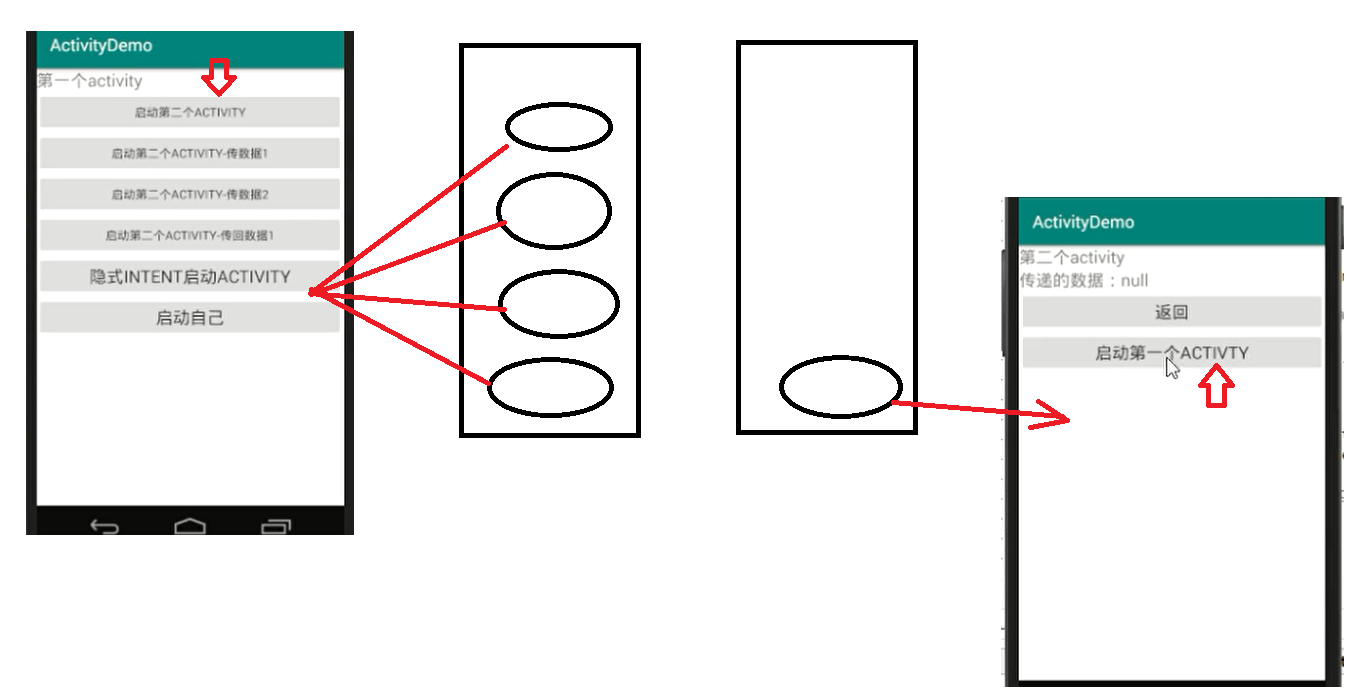 ActivityDemo
第一个activity
启动第二个ACTIVITY
启动第二个ACTIVITY-传数据1
启动第二个ACTIVITY-传数据2
启动第二个ACTIVITY-传回数据1
隐式INTENT启动ACTIVITY
启动自己
ActivityDemo
第二个activity
传递的数据：null
返回
启动第一个ACTIVTY